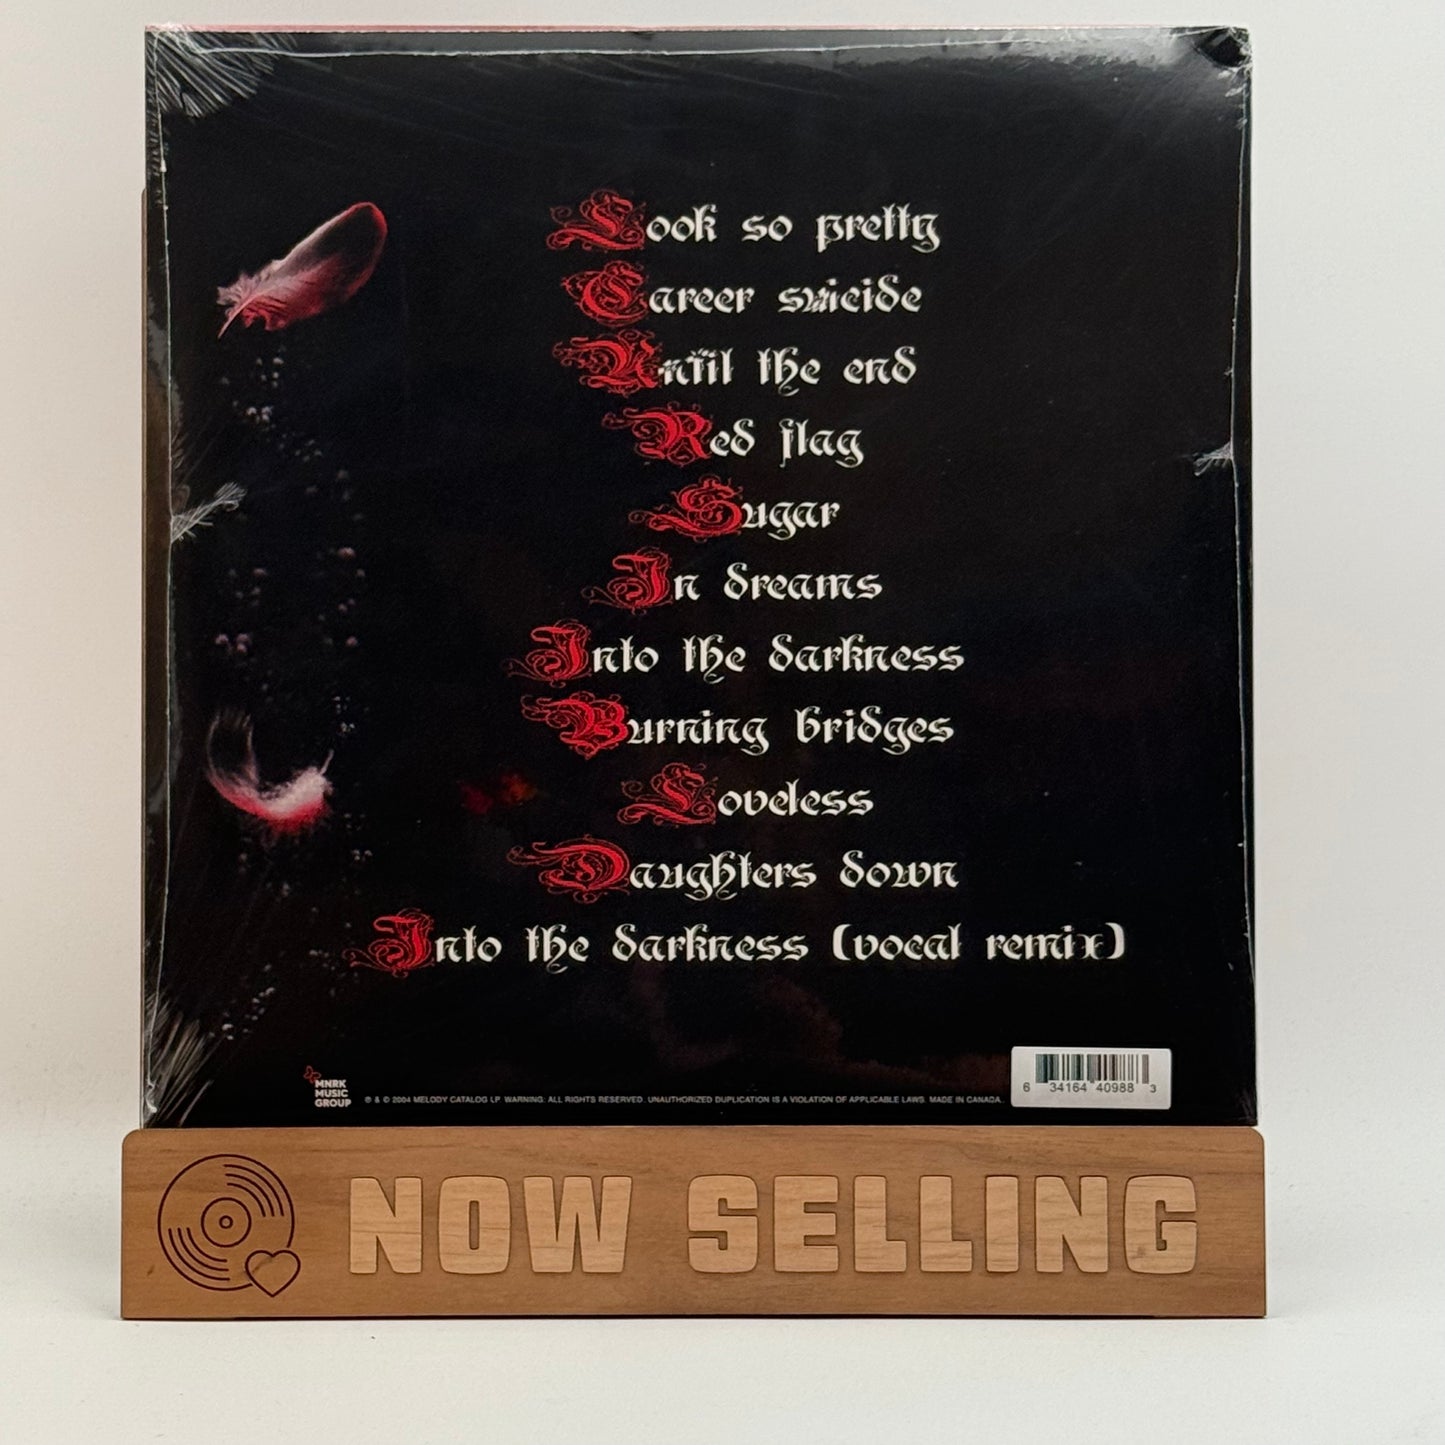 Look so pretty
Career suicide
Until the end
Red flag
Sugar
In dreams
Into the darkness
Burning bridges
Loveless
Daughters down
Into the darkness (vocal remix)
MNRK
MUSIC
GROUP
℗ & © 2004 MELODY CATALOG LP. WARNING: ALL RIGHTS RESERVED. UNAUTHORIZED DUPLICATION IS A VIOLATION OF APPLICABLE LAWS. MADE IN CANADA.
6 34164 40988 3
NOW SELLING